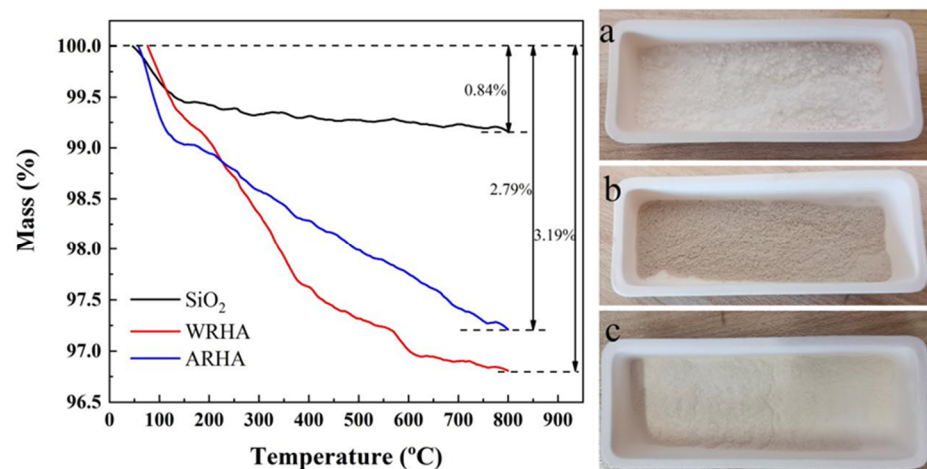 100.0
99.5
99.0
98.5
98.0
97.5
97.0
96.5
Mass (%)
0.84%
2.79%
3.19%
SiO₂
WRHA
ARHA
0 100 200 300 400 500 600 700 800 900
Temperature (ºC)
a
b
c